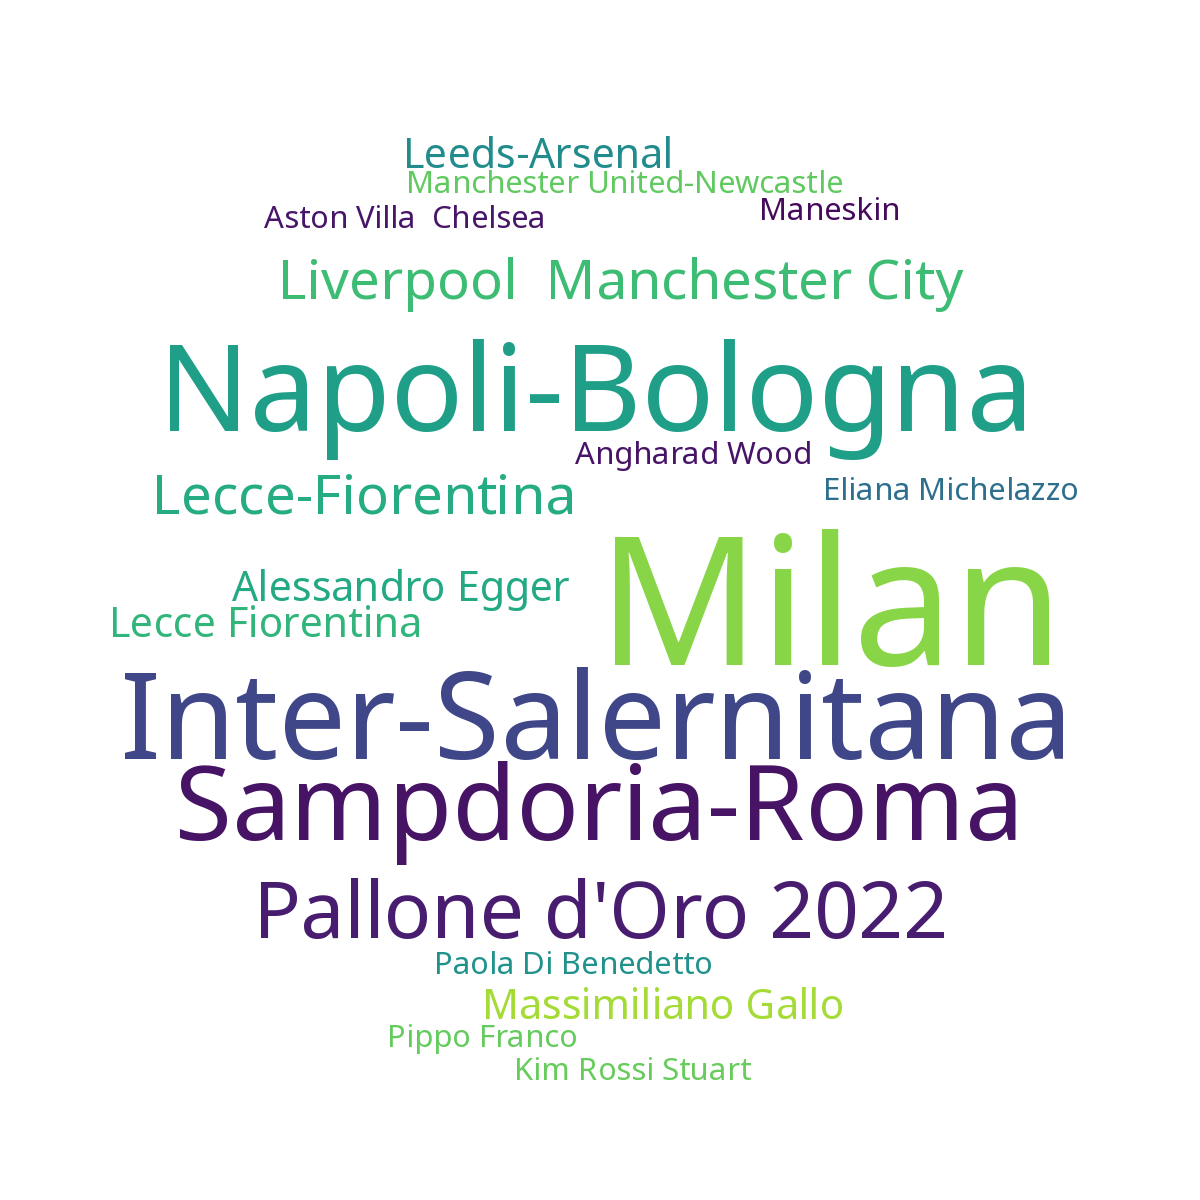 Leeds-Arsenal
Manchester United-Newcastle
Maneskin
Aston Villa Chelsea
Liverpool Manchester City
Napoli-Bologna
Angharad Wood
Eliana Michelazzo
Lecce-Fiorentina
Alessandro Egger
Milan
Lecce Fiorentina
Inter-Salernitana
Sampdoria-Roma
Pallone d'Oro 2022
Paola Di Benedetto
Massimiliano Gallo
Pippo Franco
Kim Rossi Stuart